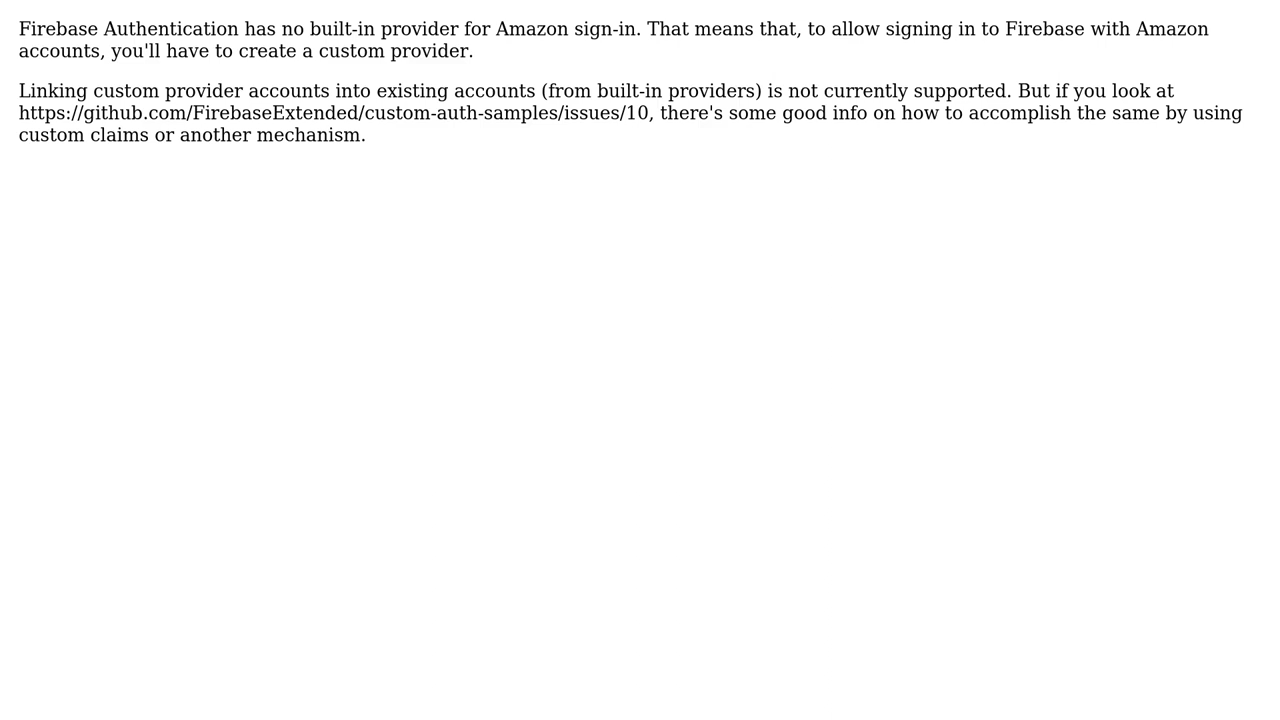 Firebase Authentication has no built-in provider for Amazon sign-in. That means that, to allow signing in to Firebase with Amazon
accounts, you'll have to create a custom provider.
Linking custom provider accounts into existing accounts (from built-in providers) is not currently supported. But if you look at
https://github.com/FirebaseExtended/custom-auth-samples/issues/10, there's some good info on how to accomplish the same by using
custom claims or another mechanism.